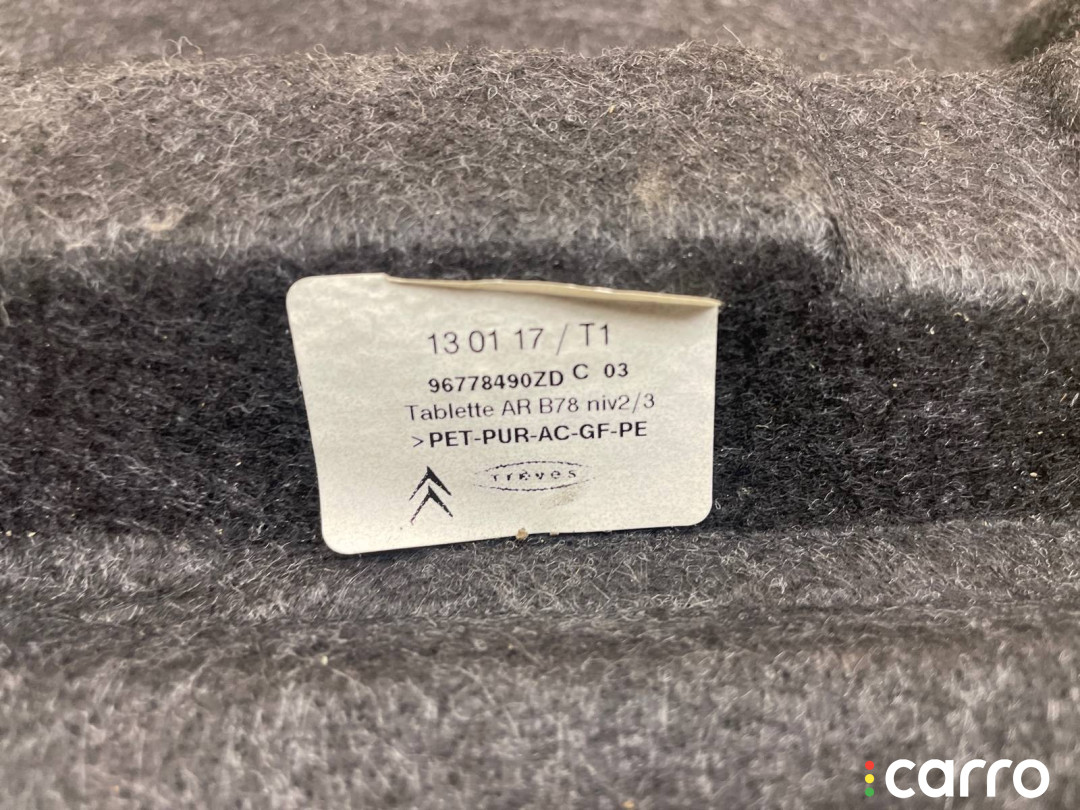 13 01 17 / T1
96778490ZD C 03
Tablette AR B78 niv2/3
>PET-PUR-AC-GF-PE
Treves
carro